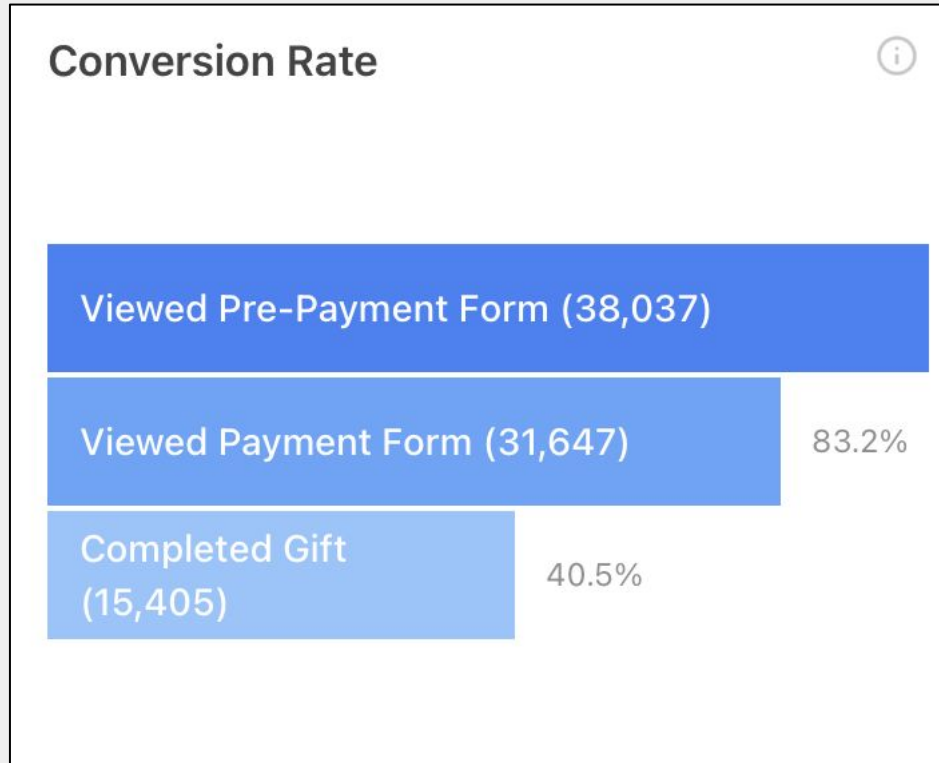 Conversion Rate
Viewed Pre-Payment Form (38,037)
Viewed Payment Form (31,647)
83.2%
Completed Gift
(15,405)
40.5%